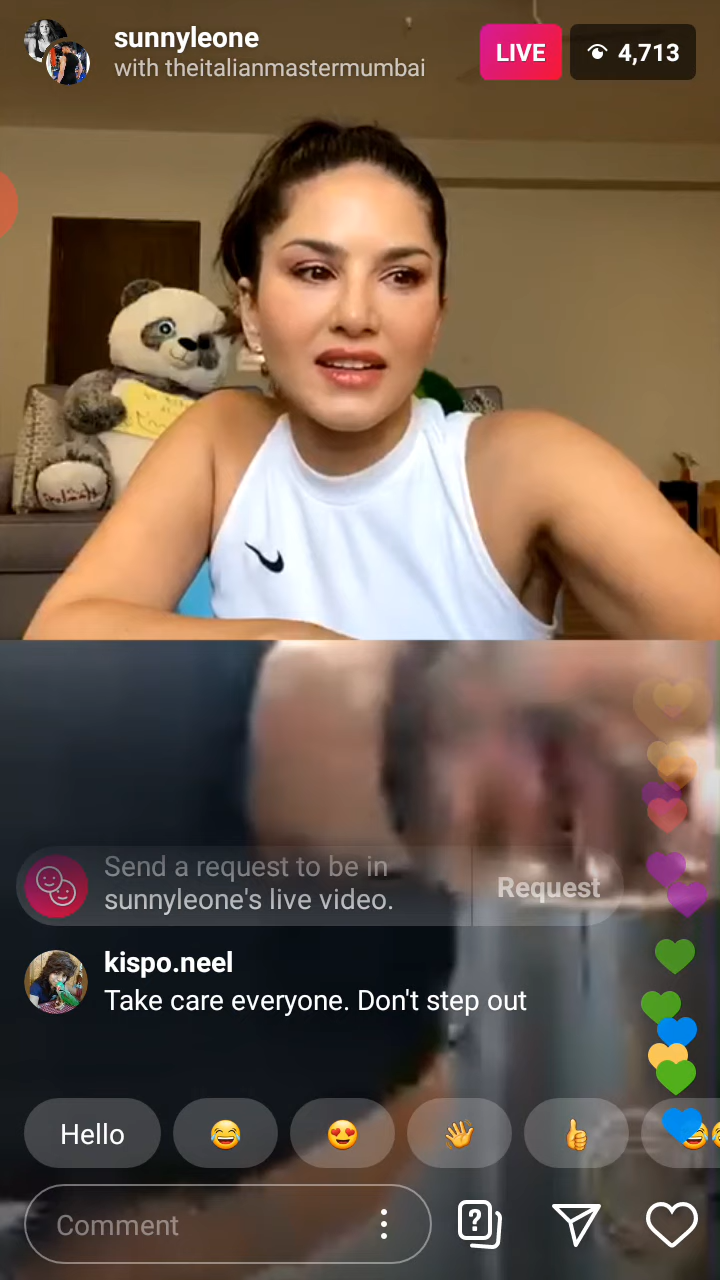 sunnyleone
with theitalianmastermumbai
LIVE
4,713
Send a request to be in
sunnyleone's live video.
Request
kispo.neel
Take care everyone. Don't step out
Hello
Comment